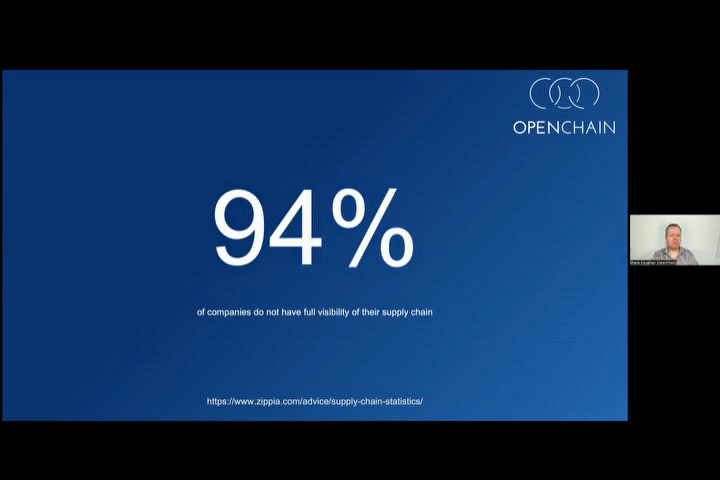 OPENCHAIN
94%
of companies do not have full visibility of their supply chain
https://www.zippia.com/advice/supply-chain-statistics/